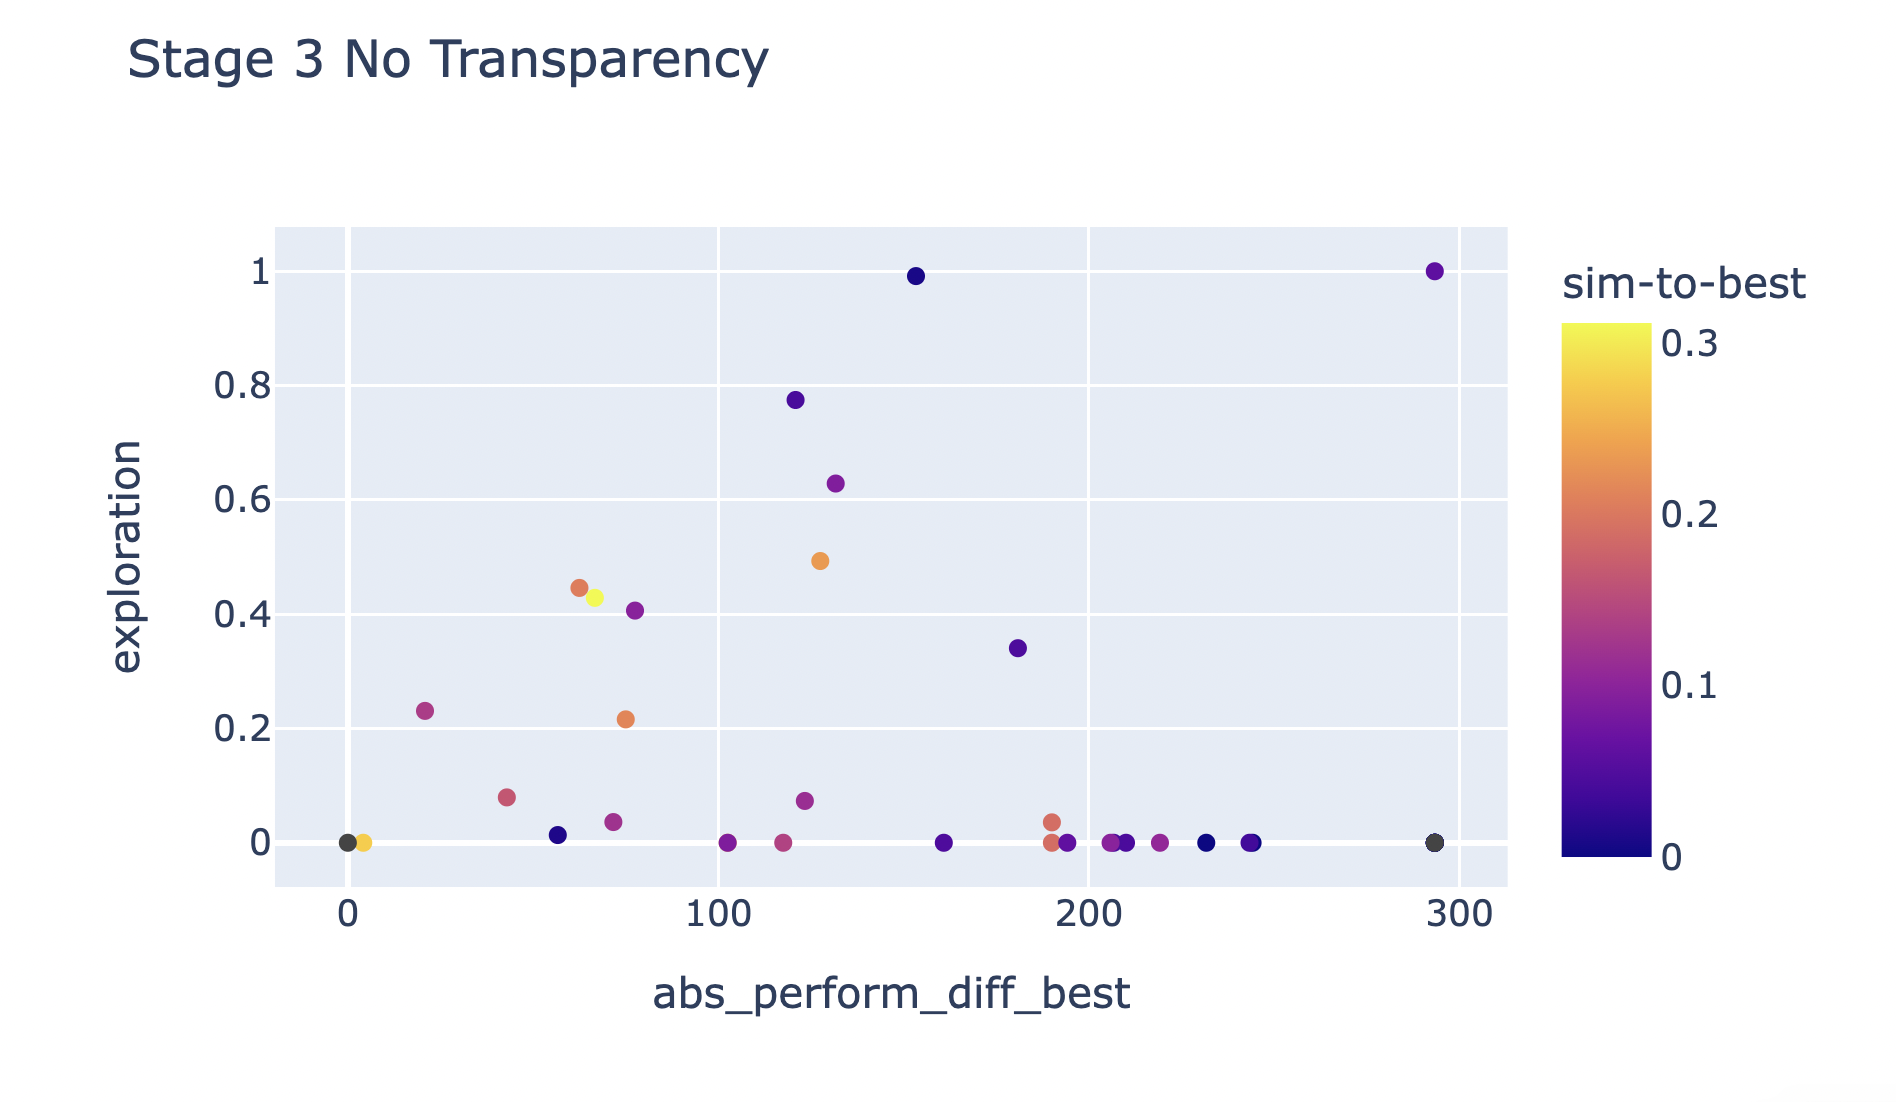 Stage 3 No Transparency
1
0.8
0.6
0.4
0.2
0
exploration
0 100 200 300
abs_perform_diff_best
sim-to-best
0.3
0.2
0.1
0